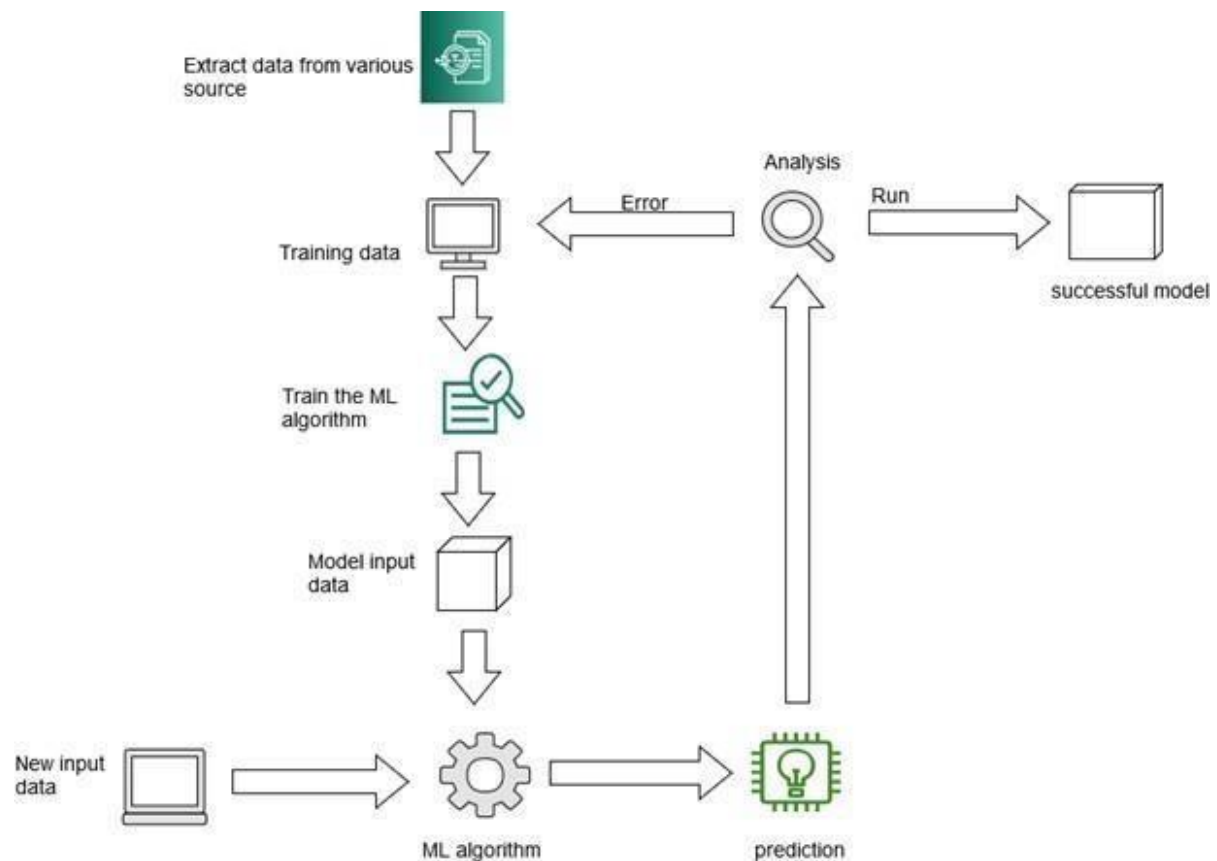 Extract data from various
source
Analysis
Error
Run
Training data
successful model
Train the ML
algorithm
Model input
data
New input
data
ML algorithm
prediction